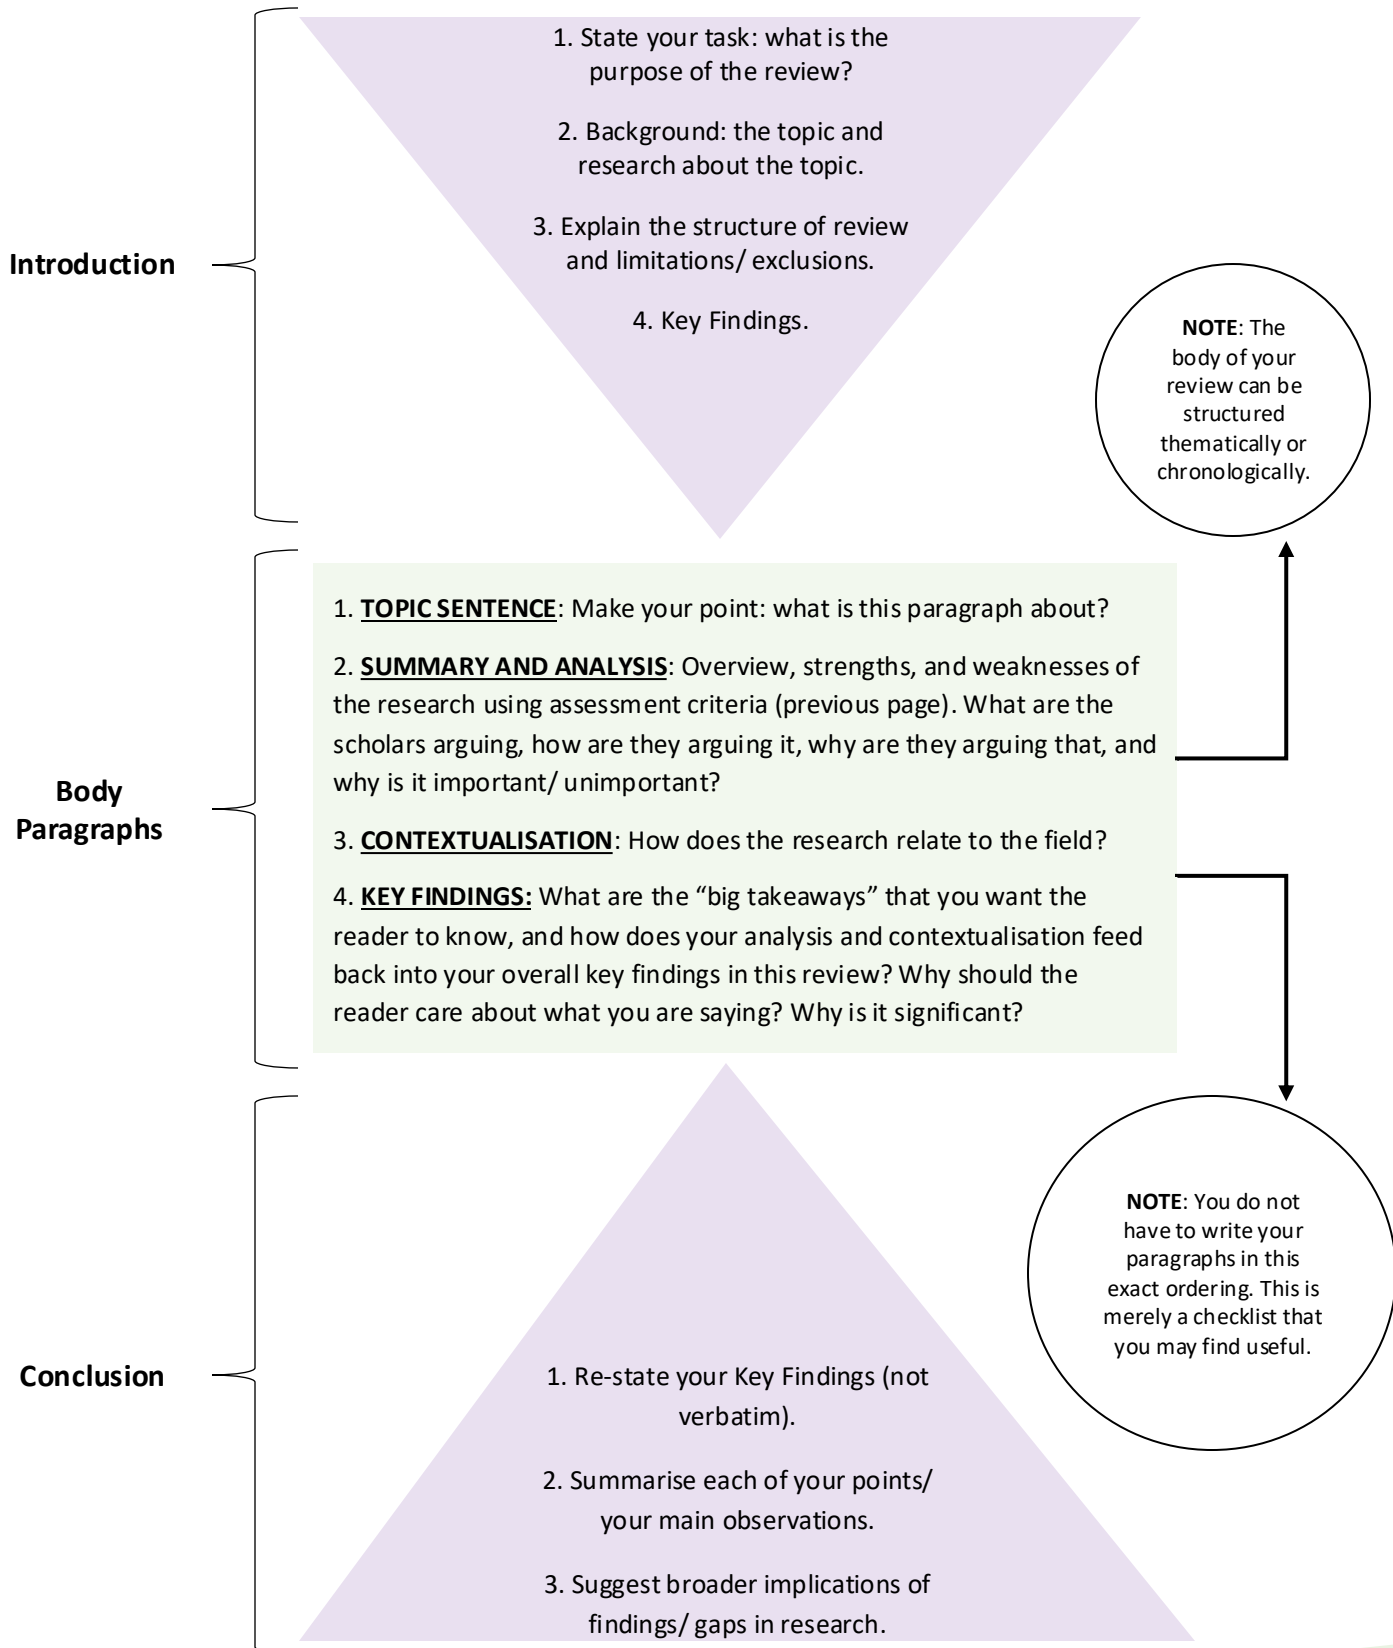 1. State your task: what is the
purpose of the review?
2. Background: the topic and
research about the topic.
3. Explain the structure of review
and limitations/ exclusions.
4. Key Findings.
Introduction
NOTE: The
body of your
review can be
structured
thematically or
chronologically.
1. TOPIC SENTENCE: Make your point: what is this paragraph about?
2. SUMMARY AND ANALYSIS: Overview, strengths, and weaknesses of
the research using assessment criteria (previous page). What are the
scholars arguing, how are they arguing it, why are they arguing that, and
why is it important/ unimportant?
3. CONTEXTUALISATION: How does the research relate to the field?
4. KEY FINDINGS: What are the “big takeaways” that you want the
reader to know, and how does your analysis and contextualisation feed
back into your overall key findings in this review? Why should the
reader care about what you are saying? Why is it significant?
Body
Paragraphs
NOTE: You do not
have to write your
paragraphs in this
exact ordering. This is
merely a checklist that
you may find useful.
Conclusion
1. Re-state your Key Findings (not
verbatim).
2. Summarise each of your points/
your main observations.
3. Suggest broader implications of
findings/ gaps in research.